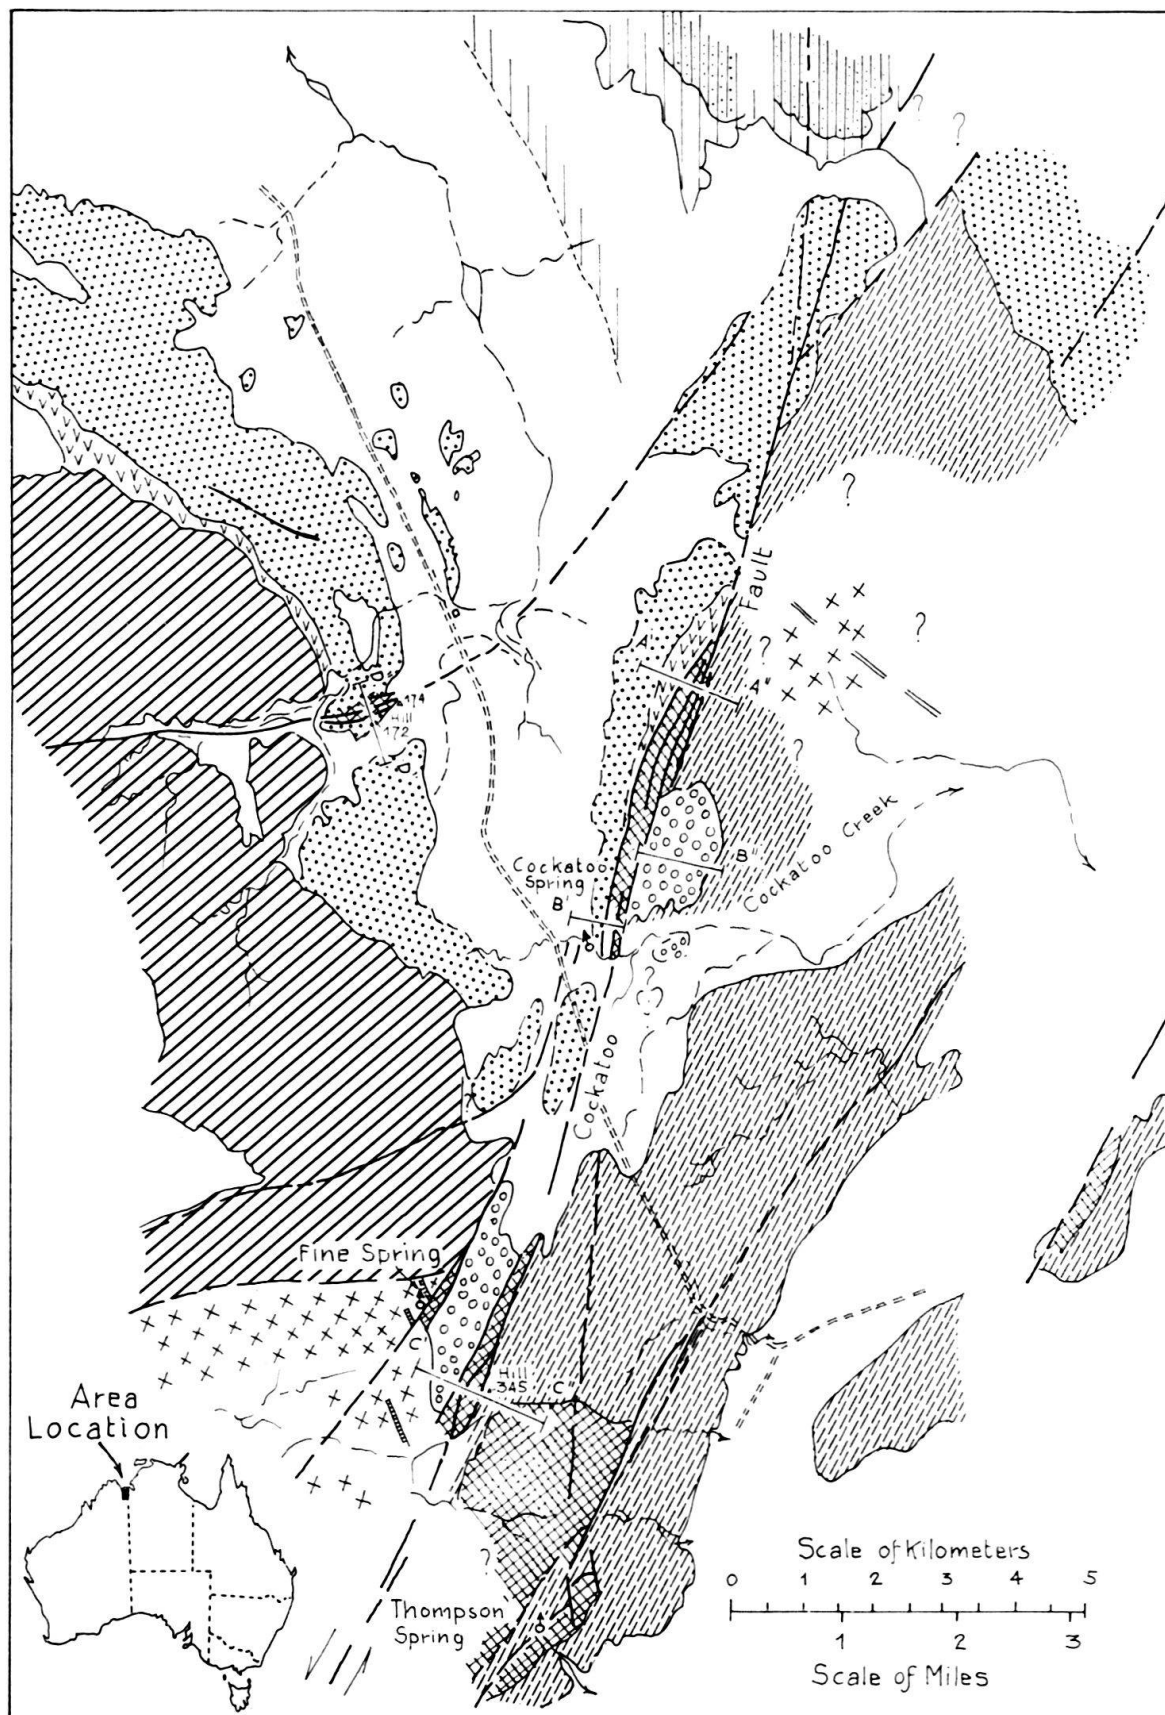 ?
?
?
Fault
?
?
A
A"
174
Hill
172
D
?
Cockatoo
Spring
B'
B"
Cockatoo Creek
?
Cockatoo
Fine Spring
C'
Hill
345
C"
Area
Location
?
Thompson
Spring
Scale of Kilometers
0 1 2 3 4 5
1 2 3
Scale of Miles